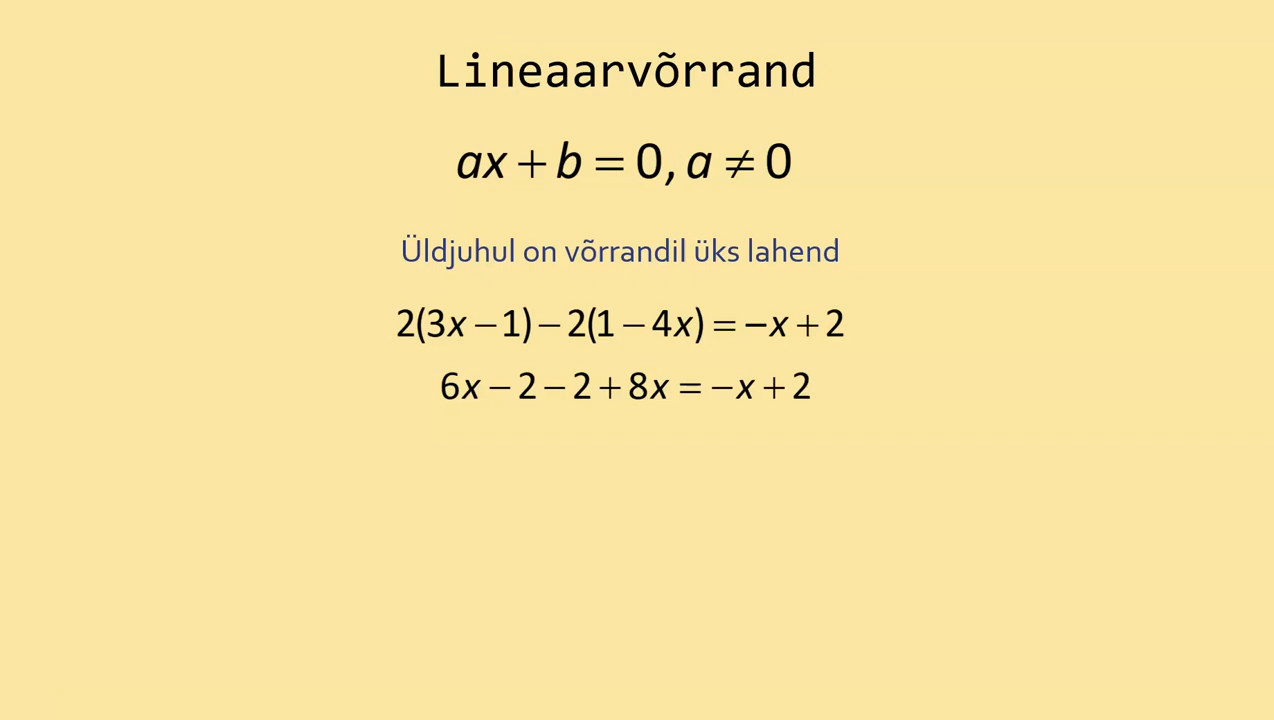 Lineaarvõrrand
ax + b = 0, a ≠ 0
Üldjuhul on võrrandil üks lahend
2(3x − 1) − 2(1 − 4x) = −x + 2
6x − 2 − 2 + 8x = −x + 2